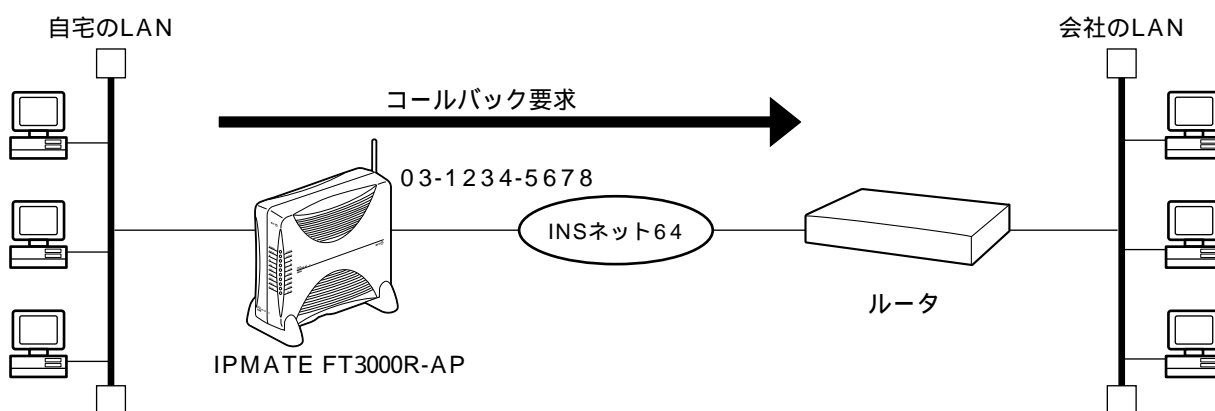 自宅のLAN
会社のLAN
コールバック要求
03-1234-5678
INSネット64
ルータ
IPMATE FT3000R-AP